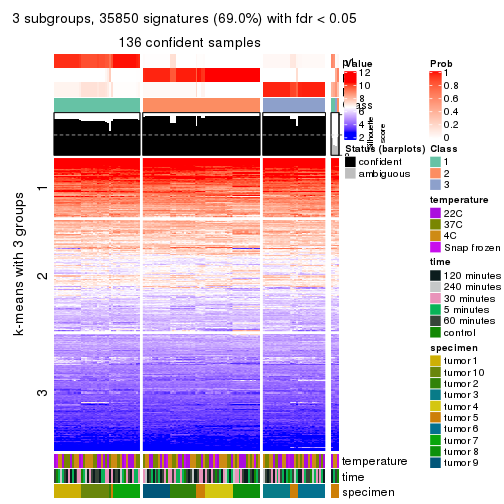 3 subgroups, 35850 signatures (69.0%) with fdr < 0.05
136 confident samples
k-means with 3 groups
1
2
3
Value
12
10
8
6
4
2
Silhouette
score
Status (barplots)
confident
ambiguous
Prob
1
0.8
0.6
0.4
0.2
0
Class
1
2
3
temperature
22C
37C
4C
Snap frozen
time
120 minutes
240 minutes
30 minutes
5 minutes
60 minutes
control
specimen
tumor 1
tumor 10
tumor 2
tumor 3
tumor 4
tumor 5
tumor 6
tumor 7
tumor 8
tumor 9
temperature
time
specimen